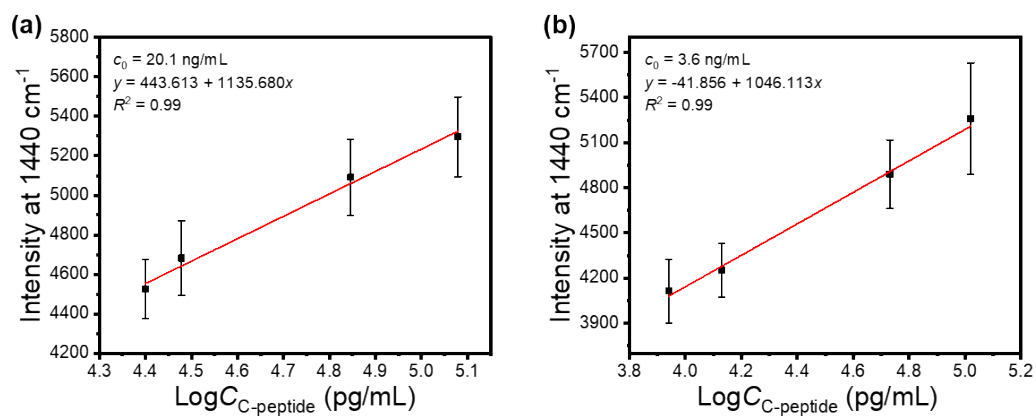 (a)
c₀ = 20.1 ng/mL
y = 443.613 + 1135.680x
R² = 0.99
Intensity at 1440 cm⁻¹
5800
5600
5400
5200
5000
4800
4600
4400
4200
4.3 4.4 4.5 4.6 4.7 4.8 4.9 5.0 5.1
LogC_C-peptide (pg/mL)
(b)
c₀ = 3.6 ng/mL
y = -41.856 + 1046.113x
R² = 0.99
Intensity at 1440 cm⁻¹
5700
5400
5100
4800
4500
4200
3900
3.8 4.0 4.2 4.4 4.6 4.8 5.0 5.2
LogC_C-peptide (pg/mL)